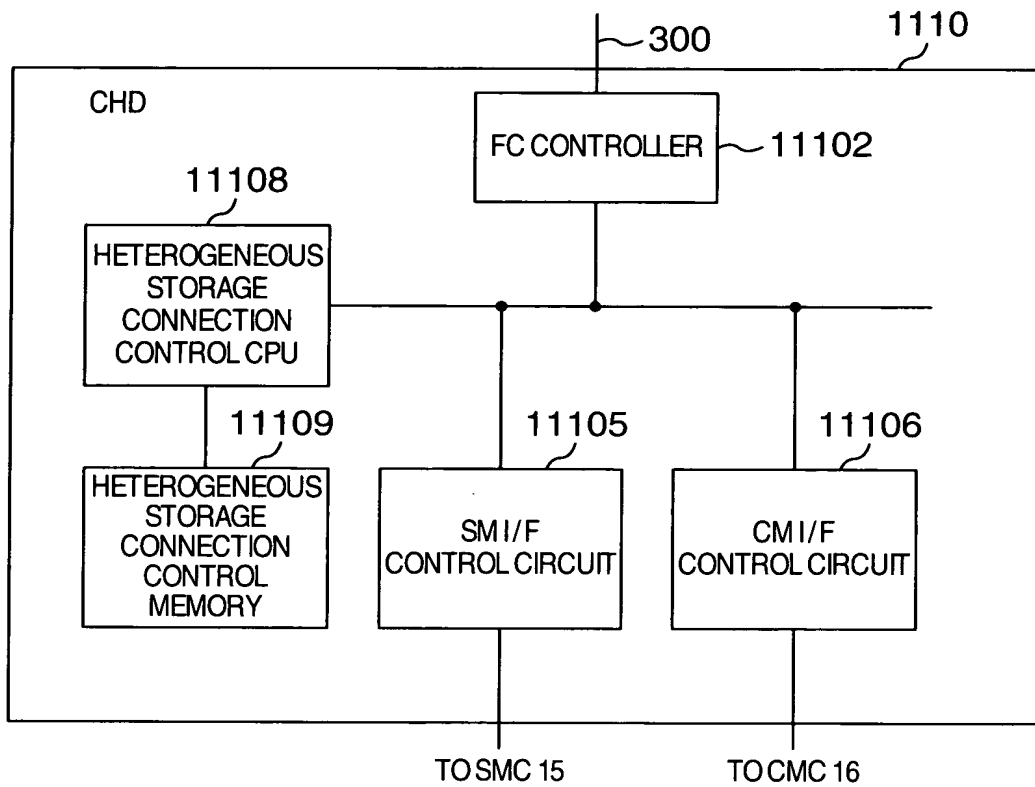 300
1110
CHD
FC CONTROLLER
11102
11108
HETEROGENEOUS
STORAGE
CONNECTION
CONTROL CPU
11109
HETEROGENEOUS
STORAGE
CONNECTION
CONTROL
MEMORY
11105
SM I/F
CONTROL CIRCUIT
11106
CM I/F
CONTROL CIRCUIT
TO SMC 15
TO CMC 16